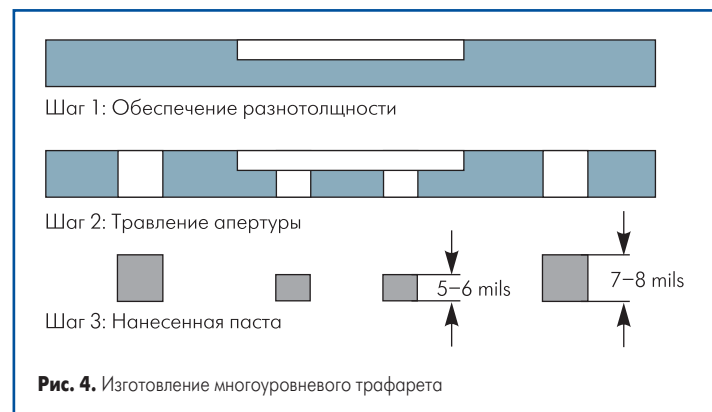 Шаг 1: Обеспечение разнотолщности
Шаг 2: Травление апертуры
5–6 mils
7–8 mils
Шаг 3: Нанесенная паста
Рис. 4. Изготовление многоуровневого трафарета